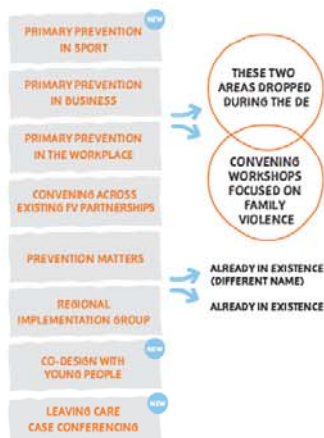 NEW
PRIMARY PREVENTION
IN SPORT
PRIMARY PREVENTION
IN BUSINESS
PRIMARY PREVENTION
IN THE WORKPLACE
CONVENING ACROSS
EXISTING FV PARTNERSHIPS
PREVENTION MATTERS
REGIONAL
IMPLEMENTATION GROUP
NEW
CO-DESIGN WITH
YOUNG PEOPLE
NEW
LEAVING CARE
CASE CONFERENCING
THESE TWO
AREAS DROPPED
DURING THE DE
CONVENING
WORKSHOPS
FOCUSED ON
FAMILY
VIOLENCE
ALREADY IN EXISTENCE
(DIFFERENT NAME)
ALREADY IN EXISTENCE